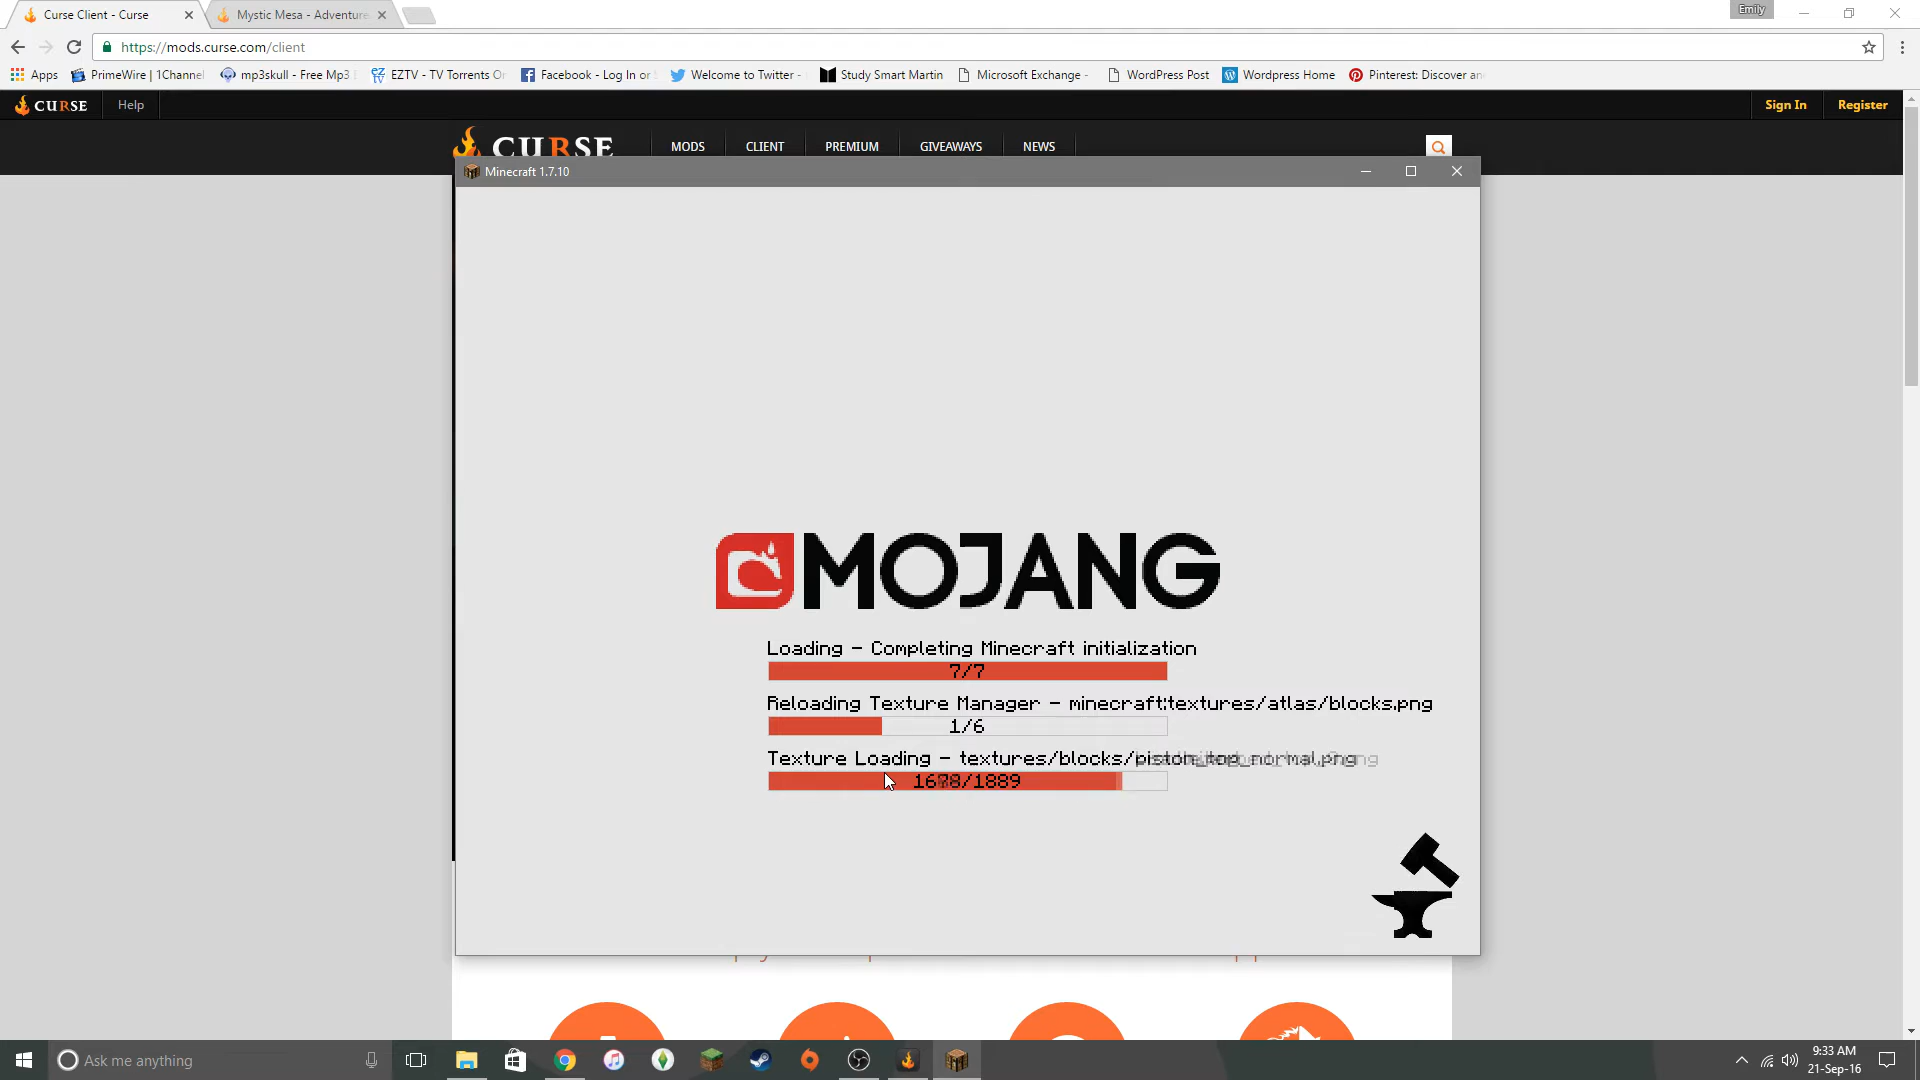 Curse Client - Curse
Mystic Mesa - Adventure
Emily
https://mods.curse.com/client
Apps
PrimeWire | 1Channel
mp3skull - Free Mp3
EZTV - TV Torrents O
Facebook - Log In or
Welcome to Twitter -
Study Smart Martin
Microsoft Exchange -
WordPress Post
Wordpress Home
Pinterest: Discover an
CURSE
Help
Sign In
Register
CURSE
MODS
CLIENT
PREMIUM
GIVEAWAYS
NEWS
Minecraft 1.7.10
MOJANG
Loading - Completing Minecraft initialization
7/7
Reloading Texture Manager - minecraft:textures/atlas/blocks.png
1/6
Texture Loading - textures/blocks/piston_top_normal.png
/1889
Ask me anything
9:33 AM
21-Sep-16